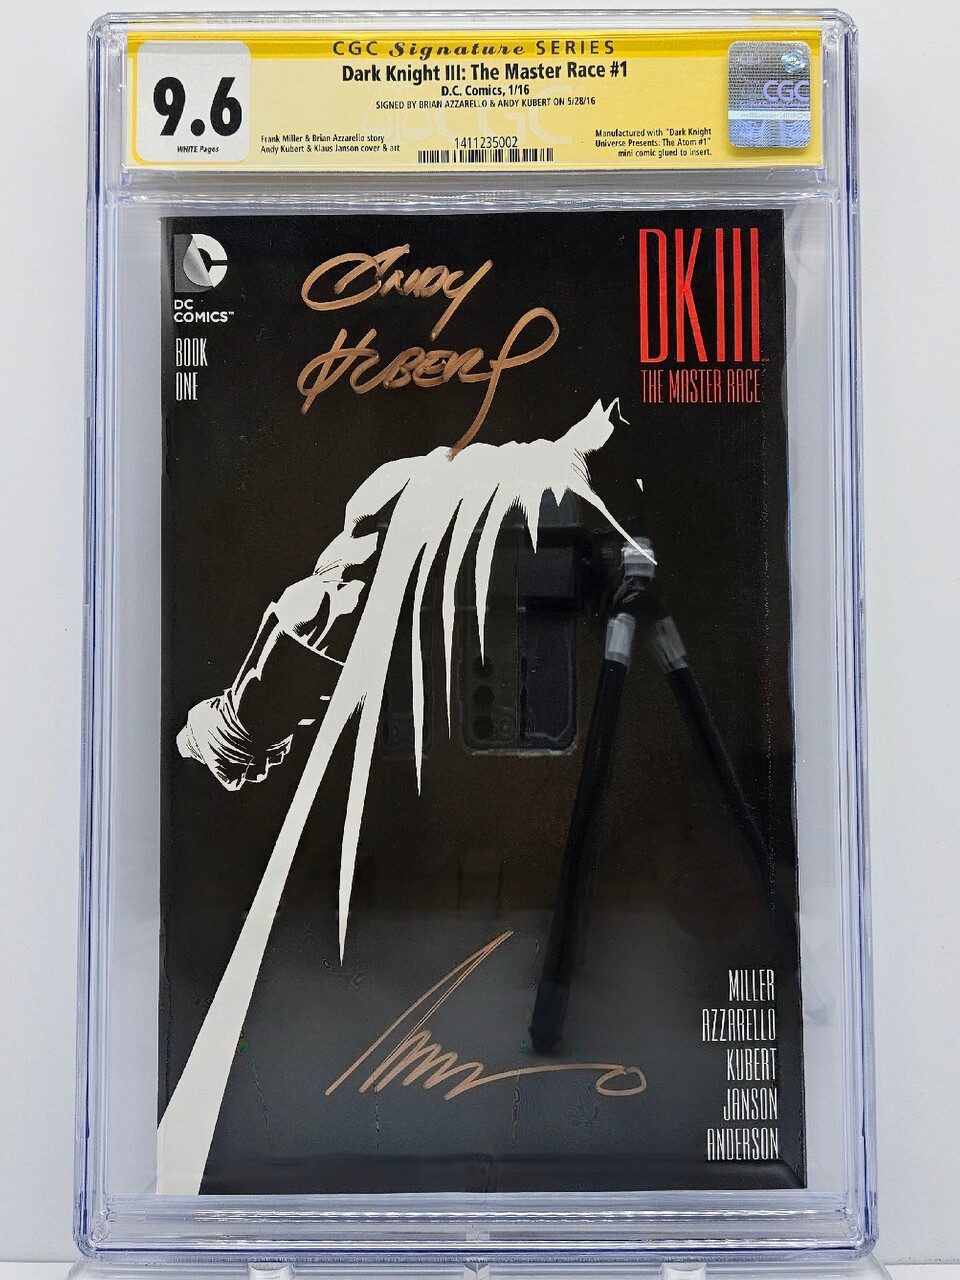 CGC Signature SERIES
9.6
WHITE Pages
Dark Knight III: The Master Race #1
D.C. Comics, 1/16
SIGNED BY BRIAN AZZARELLO & ANDY KUBERT ON 5/28/16
Frank Miller & Brian Azzarello story
Andy Kubert & Klaus Janson cover & art
1411235002
Manufactured with "Dark Knight
Universe Presents: The Atom #1"
mini comic glued to insert.
CGC
DC
COMICS™
BOOK
ONE
ANDY
KUBERT
DKIII™
THE MASTER RACE
MILLER
AZZARELLO
KUBERT
JANSON
ANDERSON